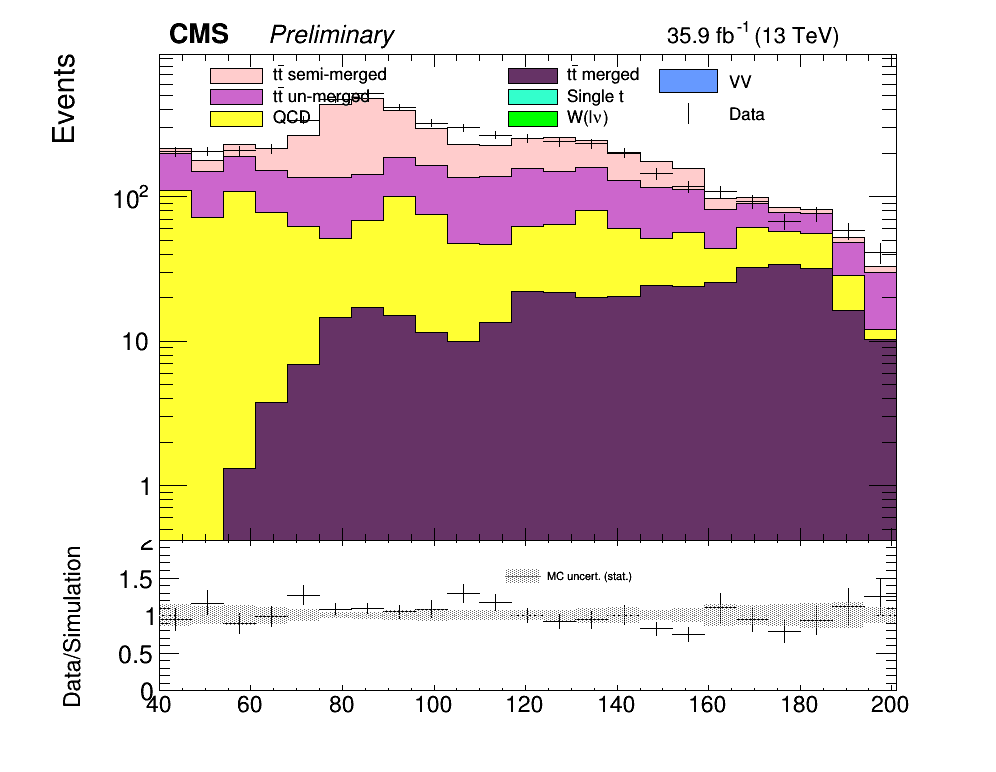 CMS Preliminary 35.9 fb⁻¹ (13 TeV)
Events
tt̄ semi-merged tt̄ merged VV
tt̄ un-merged Single t
QCD W(lν) Data
10²
10
1
Data/Simulation
2
1.5
1
0.5
0
MC uncert. (stat.)
40 60 80 100 120 140 160 180 200